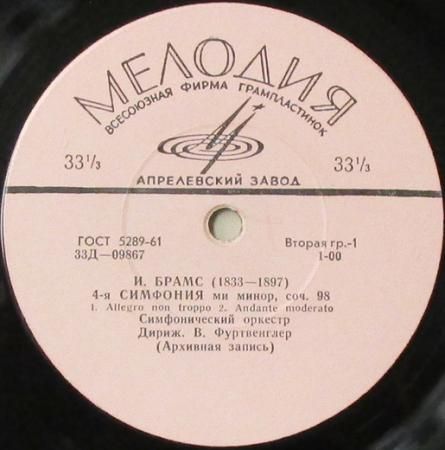 МЕЛОДИЯ
ВСЕСОЮЗНАЯ ФИРМА ГРАМПЛАСТИНОК
33⅓
33⅓
АПРЕЛЕВСКИЙ ЗАВОД
ГОСТ 5289-61
Вторая гр.-1
33Д—09867
1-00
И. БРАМС (1833—1897)
4-я СИМФОНИЯ ми минор, соч. 98
1. Allegro non troppo 2. Andante moderato
Симфонический оркестр
Дириж. В. Фуртвенглер
(Архивная запись)